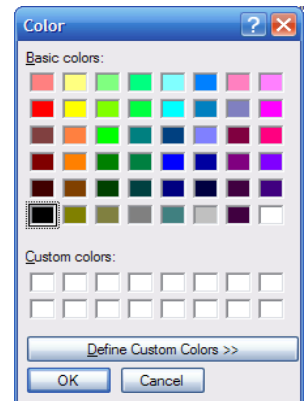 Color
Basic colors:
Custom colors:
Define Custom Colors >>
OK Cancel